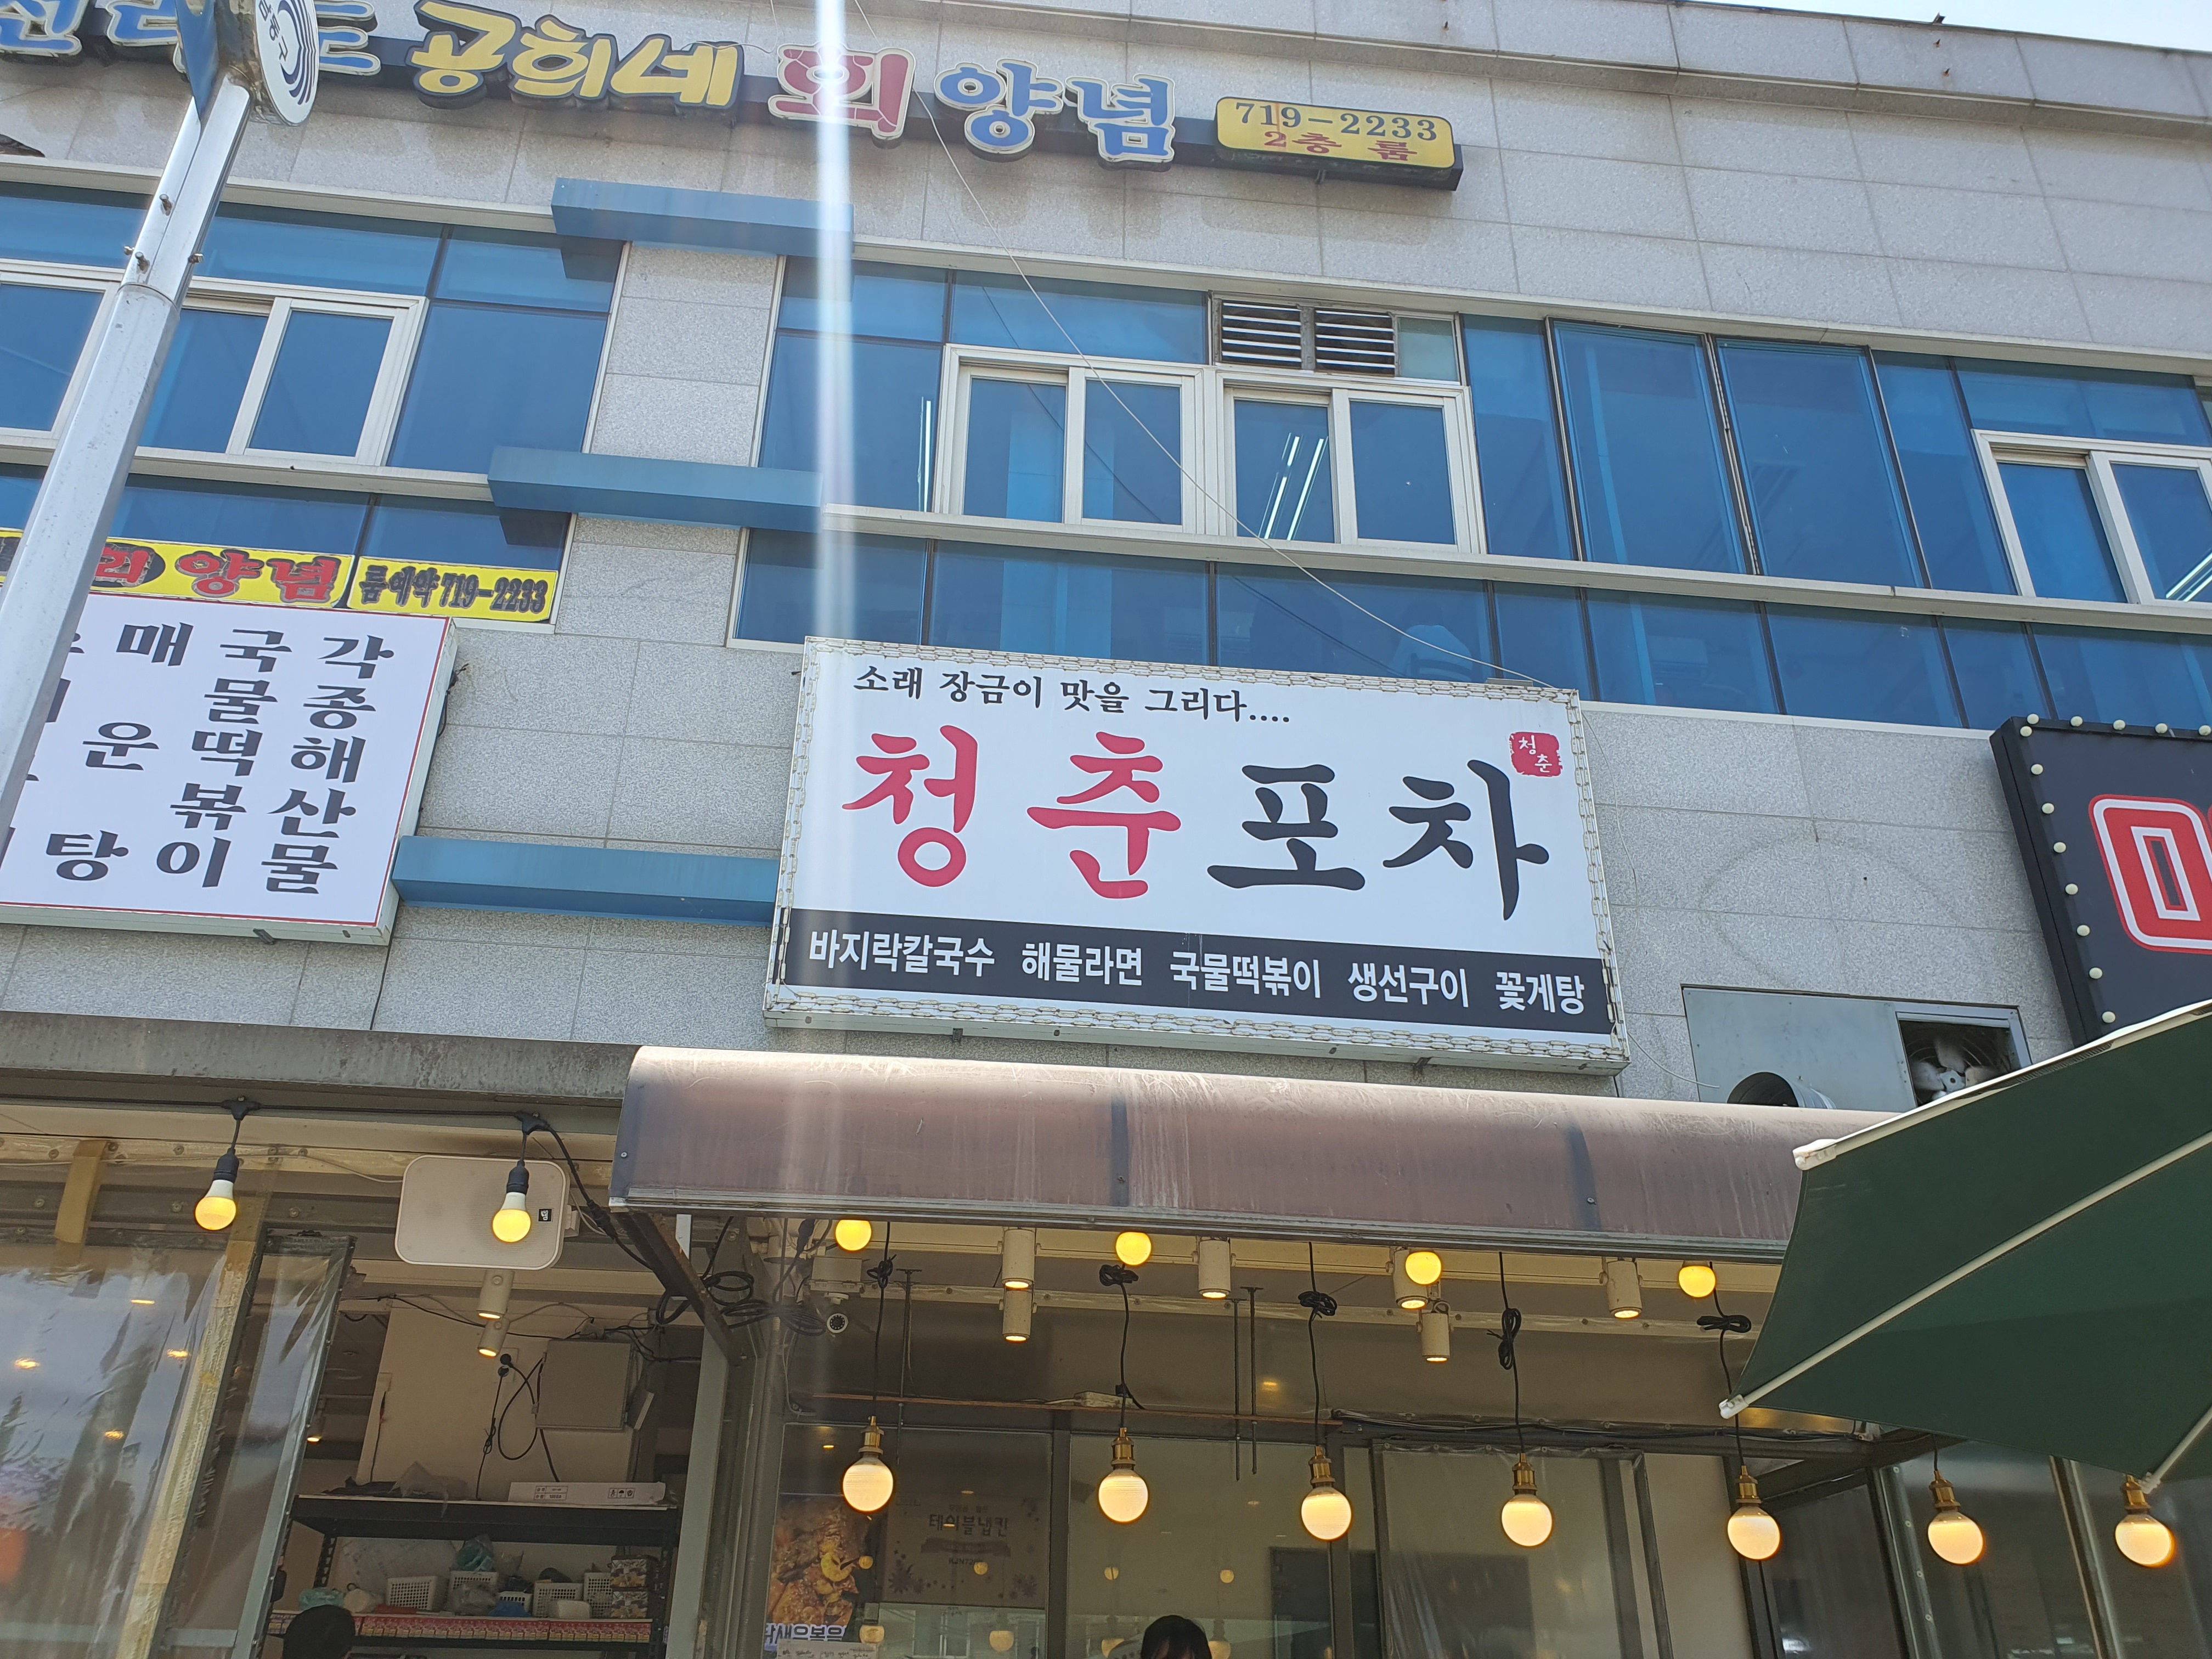 공희네 회 양념
719-2233
2층 룸
양념
룸예약 719-2233
각종해산물
국물떡볶이
매운
탕
소래 장금이 맛을 그리다....
청춘
청춘포차
바지락칼국수 해물라면 국물떡볶이 생선구이 꽃게탕
테이블냅킨